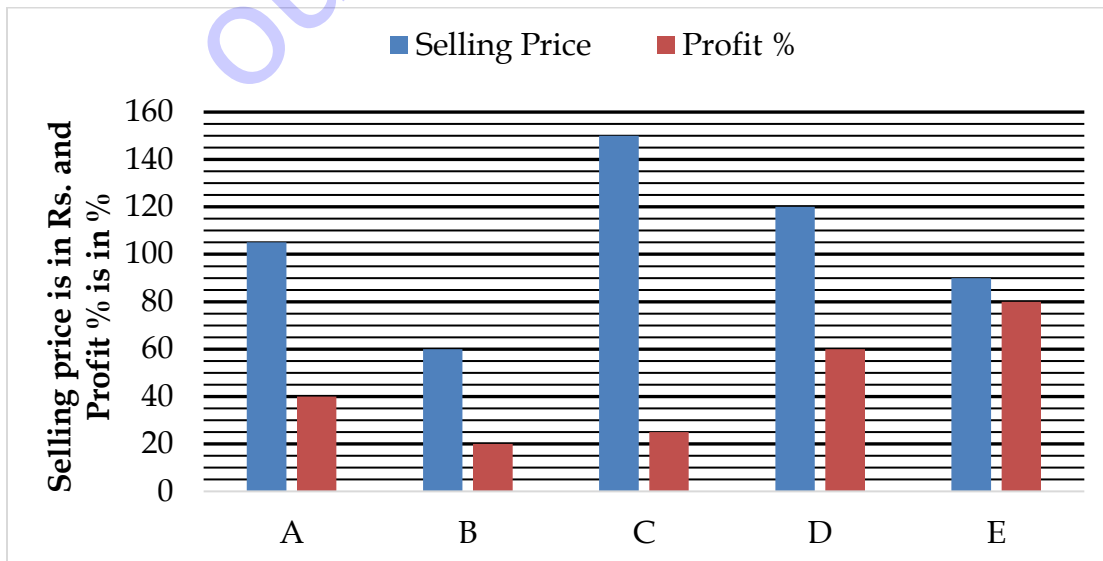 Selling Price Profit %
Selling price is in Rs. and
Profit % is in %
160
140
120
100
80
60
40
20
0
A B C D E